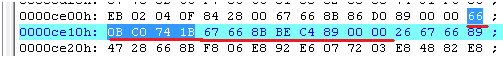 0000ce00h: EB 02 04 0F 84 28 00 67 66 8B 86 D0 89 00 00 66
0000ce10h: 0B C0 74 1B 67 66 8B BE C4 89 00 00 26 67 66 89
0000ce20h: 47 28 66 8B F8 06 E8 92 E6 07 72 03 E8 48 82 E8